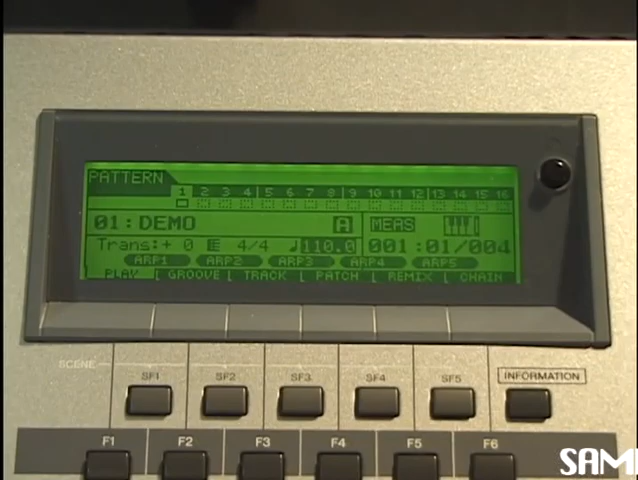 PATTERN
1 2 3 4 5 6 7 8 9 10 11 12 13 14 15 16
01:DEMO A MEAS
Trans:+ 0 E 4/4 ♩110.0 001:01/004
ARP1 ARP2 ARP3 ARP4 ARP5
PLAY GROOVE TRACK PATCH REMIX CHAIN
SCENE SF1 SF2 SF3 SF4 SF5 INFORMATION
F1 F2 F3 F4 F5 F6
SAM